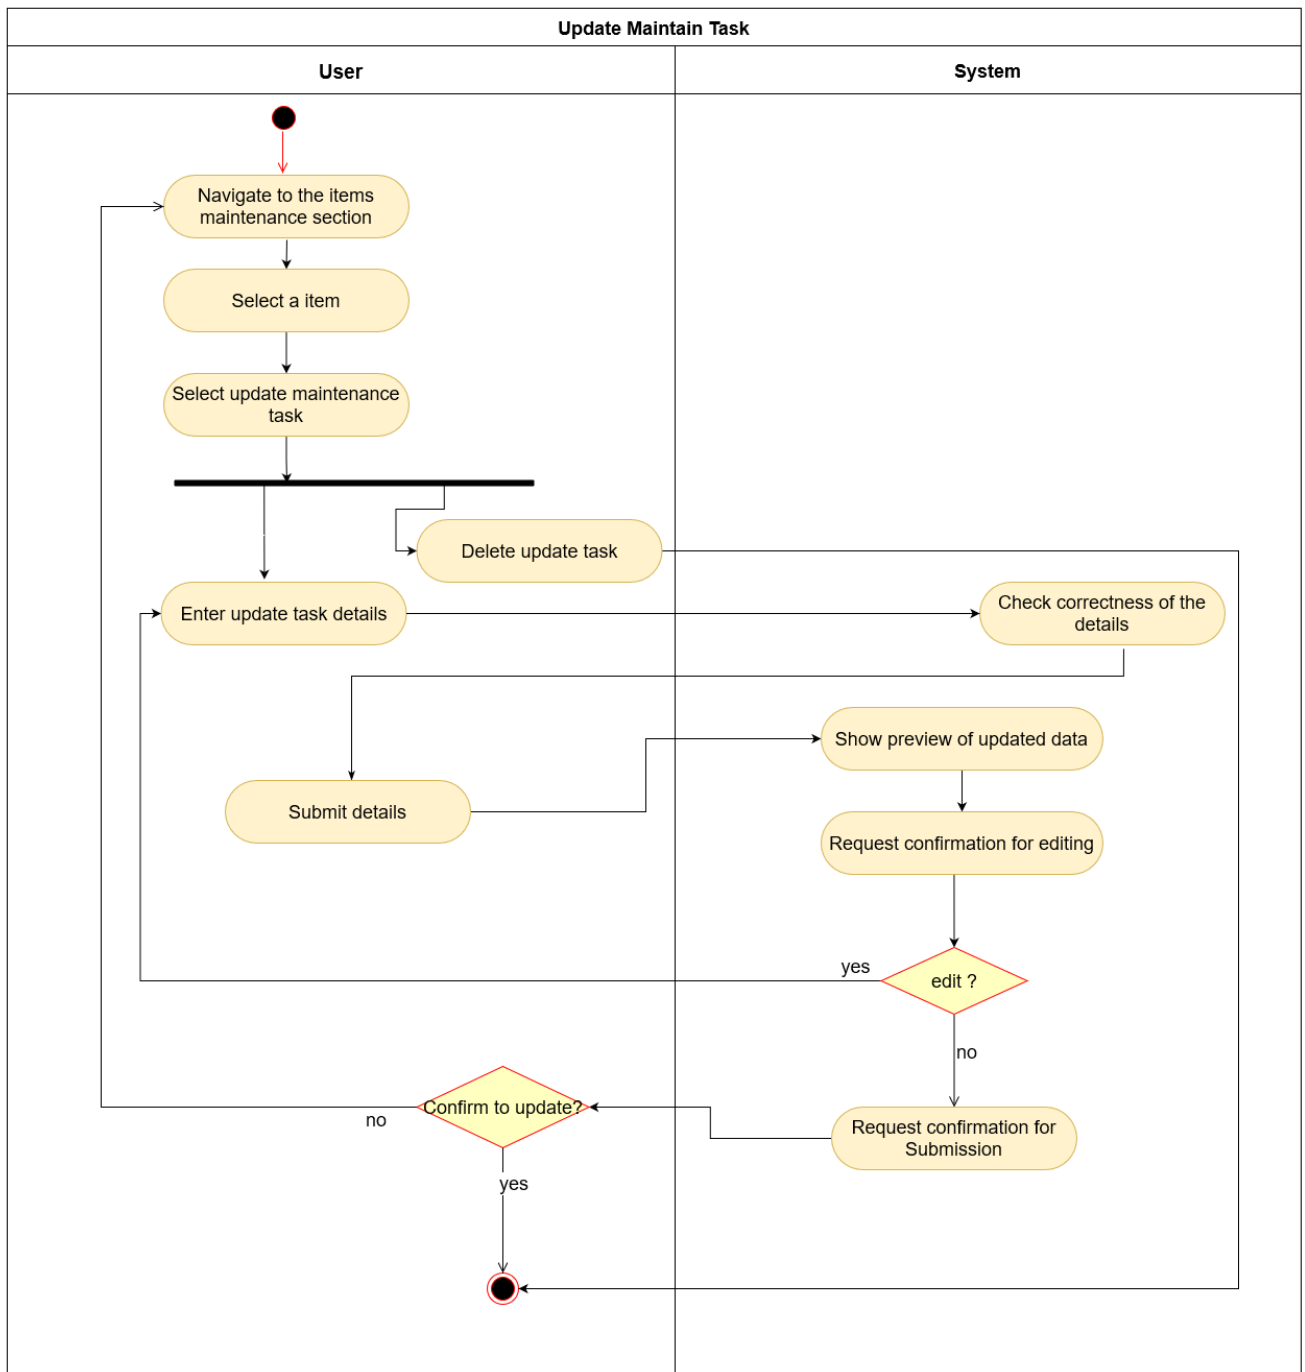 Update Maintain Task
User
System
Navigate to the items
maintenance section
Select a item
Select update maintenance
task
Delete update task
Enter update task details
Check correctness of the
details
Show preview of updated data
Submit details
Request confirmation for editing
yes
edit ?
no
Confirm to update?
no
Request confirmation for
Submission
yes